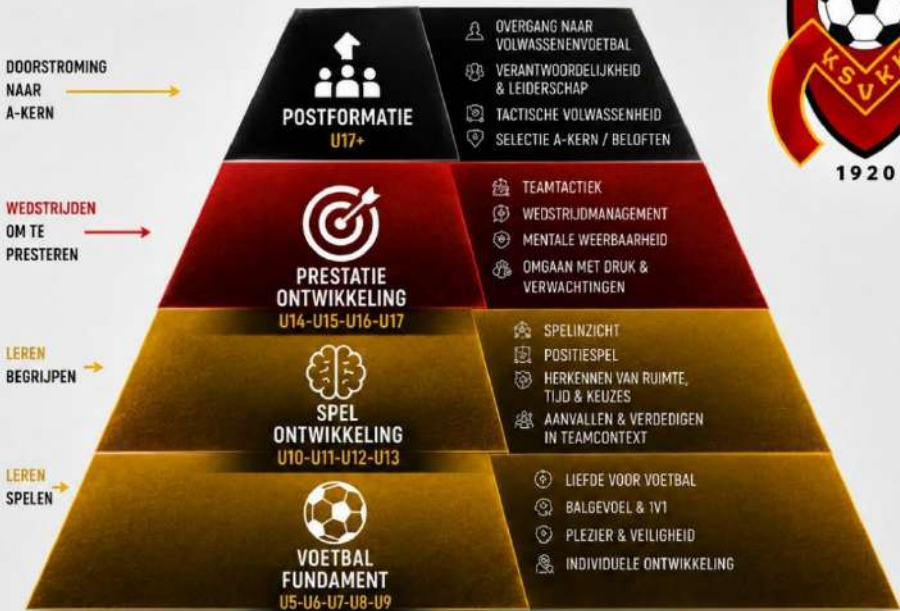 DOORSTROMING
NAAR
A-KERN
POSTFORMATIE
U17+
OVERGANG NAAR
VOLWASSENENVOETBAL
VERANTWOORDELIJKHEID
& LEIDERSCHAP
TACTISCHE VOLWASSENHEID
SELECTIE A-KERN / BELOFTEN
1920
WEDSTRIJDEN
OM TE
PRESTEREN
PRESTATIE
ONTWIKKELING
U14-U15-U16-U17
TEAMTACTIEK
WEDSTRIJDMANAGEMENT
MENTALE WEERBAARHEID
OMGAAN MET DRUK &
VERWACHTINGEN
LEREN
BEGRIJPEN
SPEL
ONTWIKKELING
U10-U11-U12-U13
SPELINZICHT
POSITIESPEL
HERKENNEN VAN RUIMTE,
TIJD & KEUZES
AANVALLEN & VERDEDIGEN
IN TEAMCONTEXT
LEREN
SPELEN
VOETBAL
FUNDAMENT
U5-U6-U7-U8-U9
LIEFDE VOOR VOETBAL
BALGEVOEL & 1V1
PLEZIER & VEILIGHEID
INDIVIDUELE ONTWIKKELING